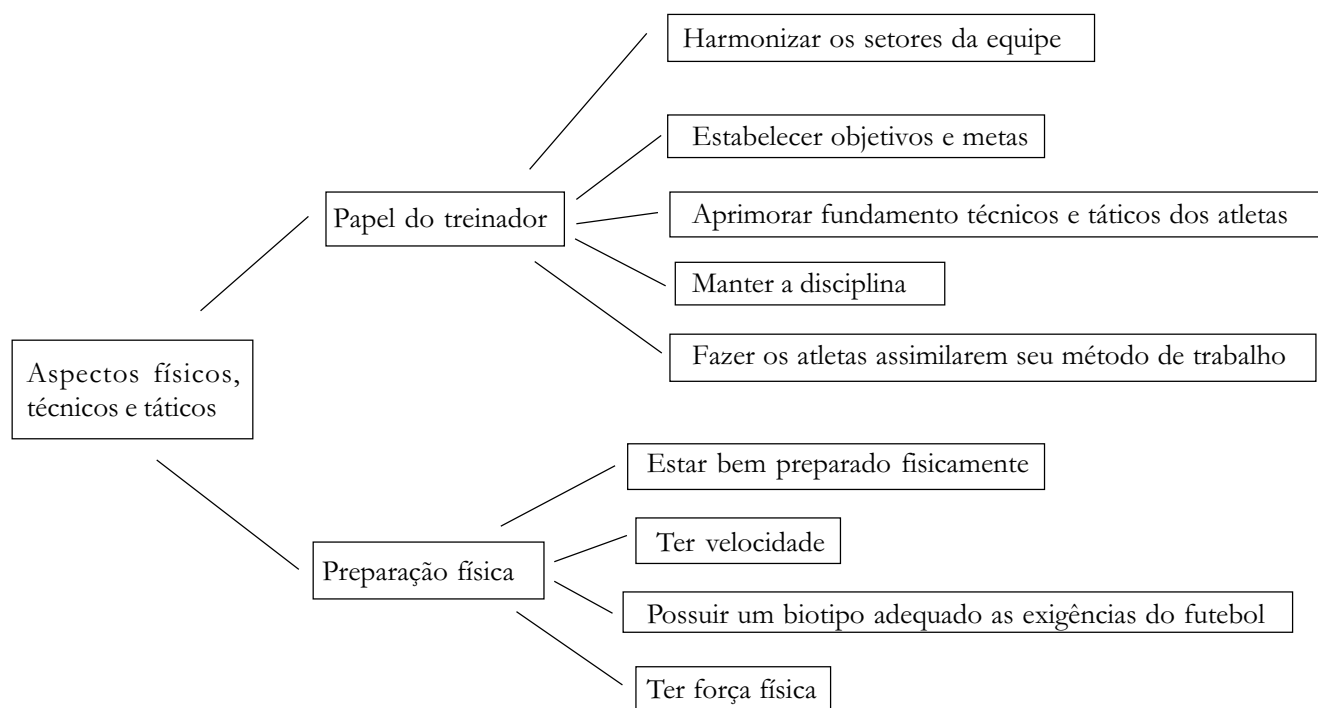 Harmonizar os setores da equipe
Estabelecer objetivos e metas
Papel do treinador
Aprimorar fundamento técnicos e táticos dos atletas
Manter a disciplina
Fazer os atletas assimilarem seu método de trabalho
Aspectos físicos,
técnicos e táticos
Estar bem preparado fisicamente
Ter velocidade
Preparação física
Possuir um biotipo adequado as exigências do futebol
Ter força física